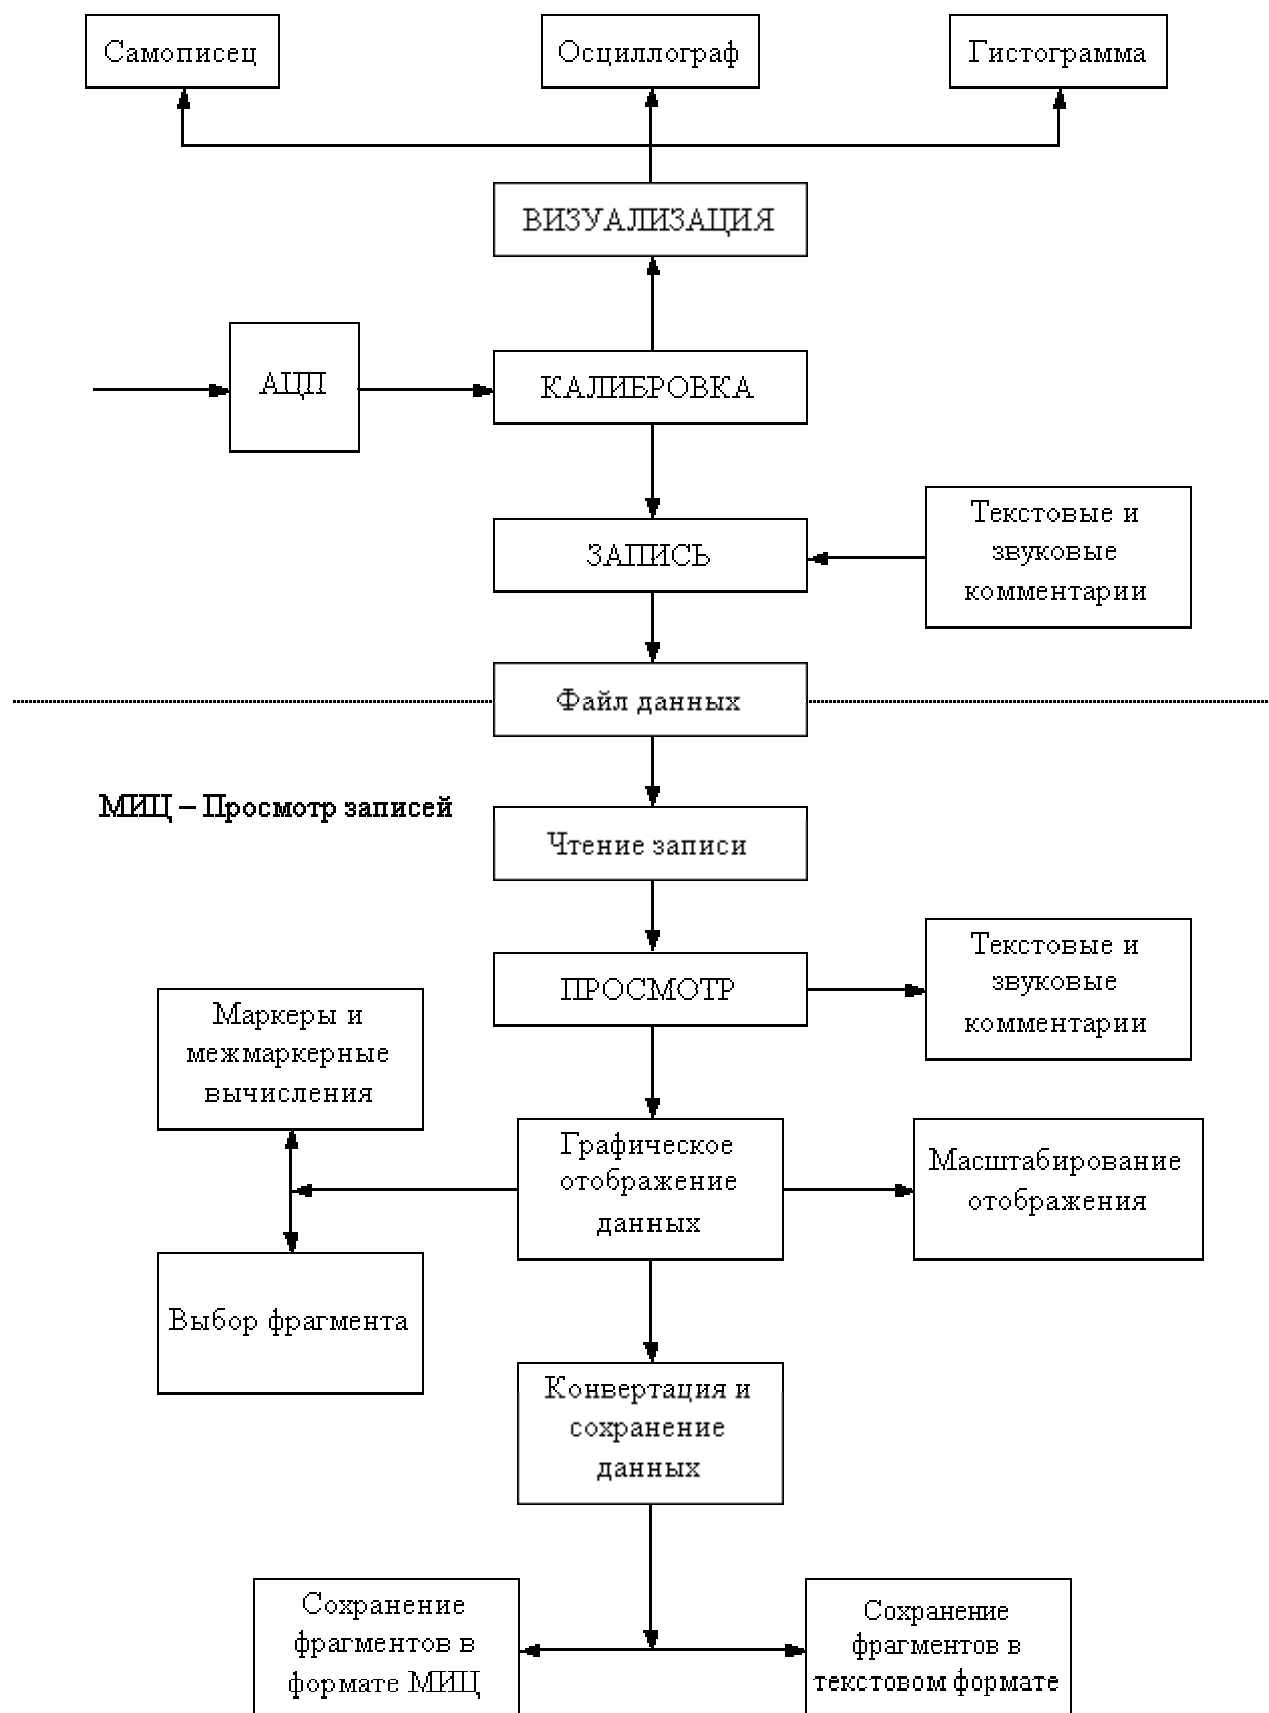 Самописец
Осциллограф
Гистограмма
ВИЗУАЛИЗАЦИЯ
АЦП
КАЛИБРОВКА
Текстовые и
звуковые
комментарии
ЗАПИСЬ
Файл данных
МИЦ – Просмотр записей
Чтение записи
Текстовые и
звуковые
комментарии
ПРОСМОТР
Маркеры и
межмаркерные
вычисления
Графическое
отображение
данных
Масштабирование
отображения
Выбор фрагмента
Конвертация и
сохранение
данных
Сохранение
фрагментов в
формате МИЦ
Сохранение
фрагментов в
текстовом формате